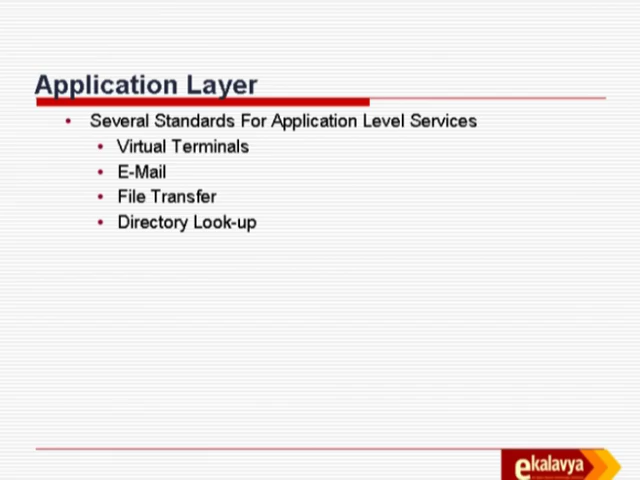 Application Layer
• Several Standards For Application Level Services
• Virtual Terminals
• E-Mail
• File Transfer
• Directory Look-up
ekalavya